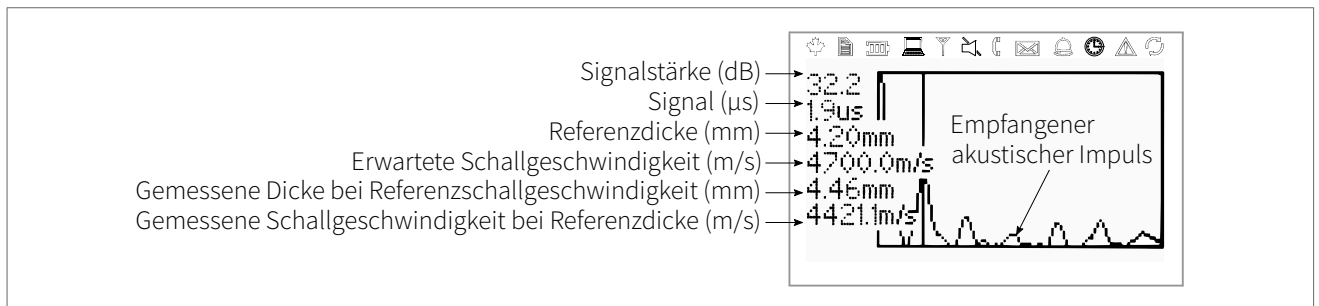 Signalstärke (dB)
Signal (µs)
Referenzdicke (mm)
Erwartete Schallgeschwindigkeit (m/s)
Gemessene Dicke bei Referenzschallgeschwindigkeit (mm)
Gemessene Schallgeschwindigkeit bei Referenzdicke (m/s)
32.2
1.9us
4.20mm
4700.0m/s
4.46mm
4421.1m/s
Empfangener
akustischer Impuls